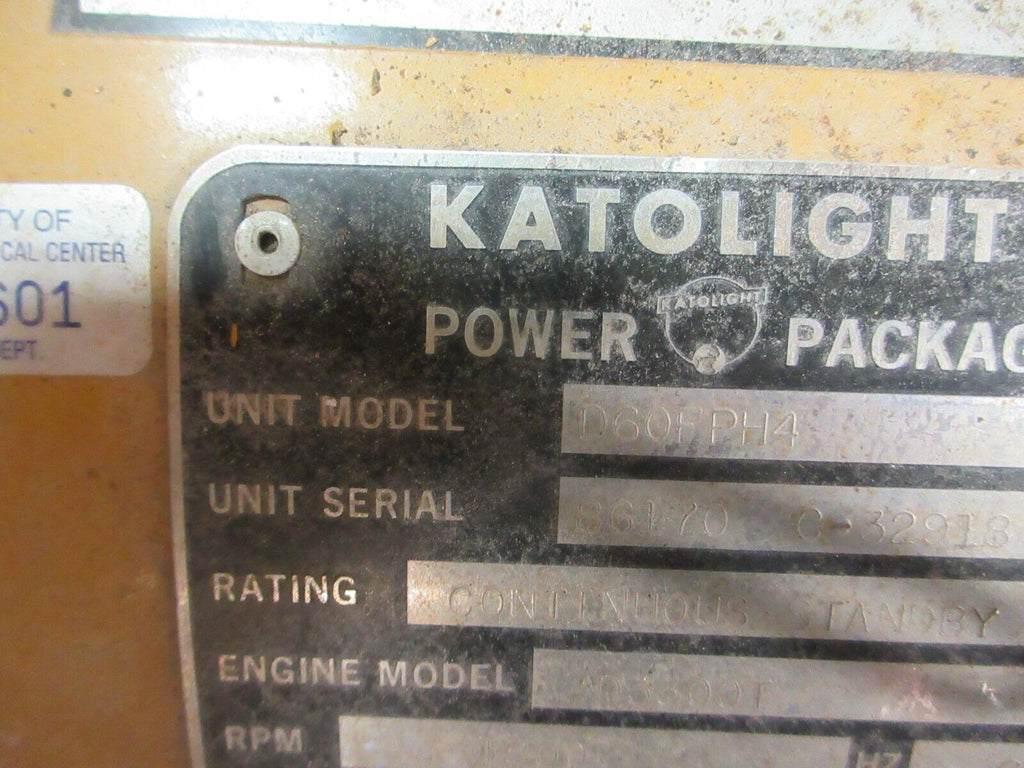 TY OF
CAL CENTER
601
EPT.
KATOLIGHT
POWER KATOLIGHT PACKAG
UNIT MODEL D60FPH4
UNIT SERIAL 86170 C-32918
RATING CONTINUOUS STANDBY
ENGINE MODEL
RPM HZ